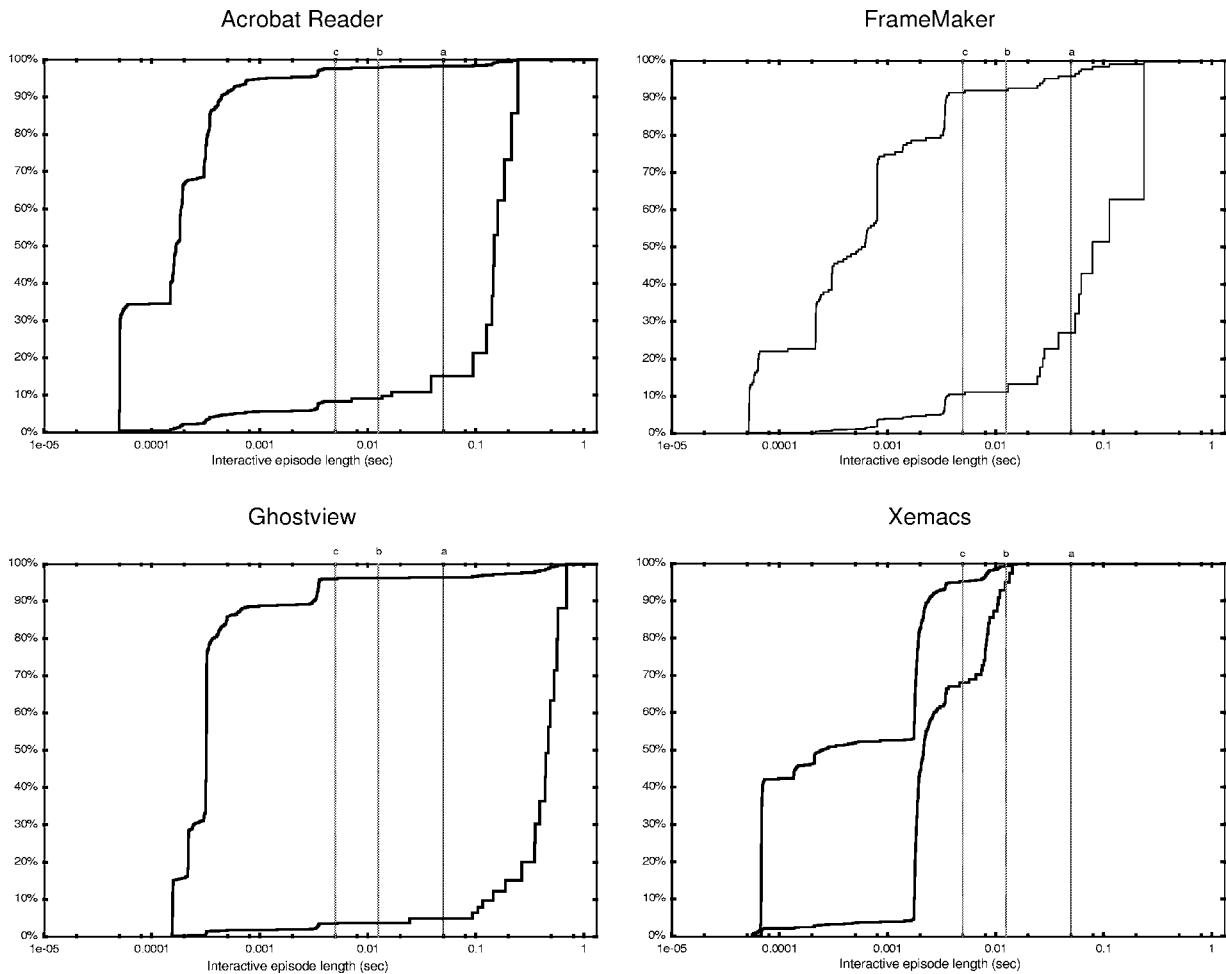 Acrobat Reader
c b a
100%
90%
80%
70%
60%
50%
40%
30%
20%
10%
0%
1e-05 0.0001 0.001 0.01 0.1 1
Interactive episode length (sec)
FrameMaker
c b a
100%
90%
80%
70%
60%
50%
40%
30%
20%
10%
0%
1e-05 0.0001 0.001 0.01 0.1 1
Interactive episode length (sec)
Ghostview
c b a
100%
90%
80%
70%
60%
50%
40%
30%
20%
10%
0%
1e-05 0.0001 0.001 0.01 0.1 1
Interactive episode length (sec)
Xemacs
c b a
100%
90%
80%
70%
60%
50%
40%
30%
20%
10%
0%
1e-05 0.0001 0.001 0.01 0.1 1
Interactive episode length (sec)